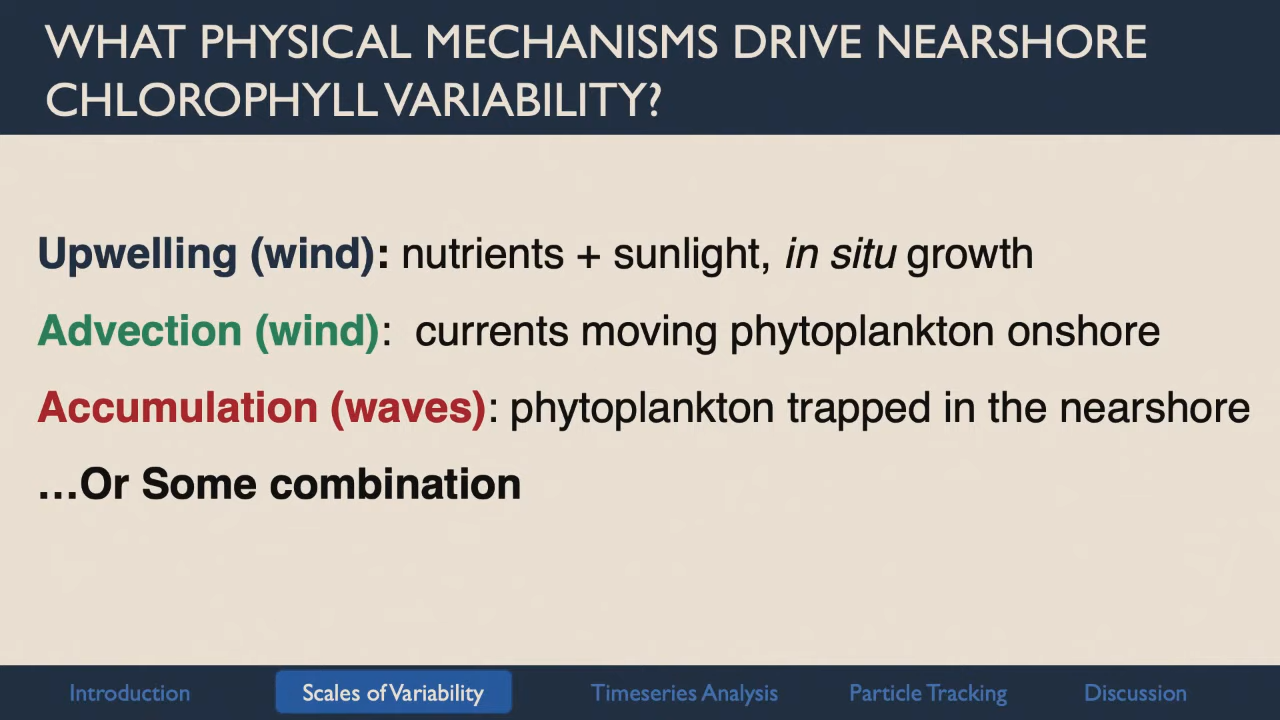 WHAT PHYSICAL MECHANISMS DRIVE NEARSHORE
CHLOROPHYLL VARIABILITY?
Upwelling (wind): nutrients + sunlight, in situ growth
Advection (wind): currents moving phytoplankton onshore
Accumulation (waves): phytoplankton trapped in the nearshore
...Or Some combination
Introduction Scales of Variability Timeseries Analysis Particle Tracking Discussion